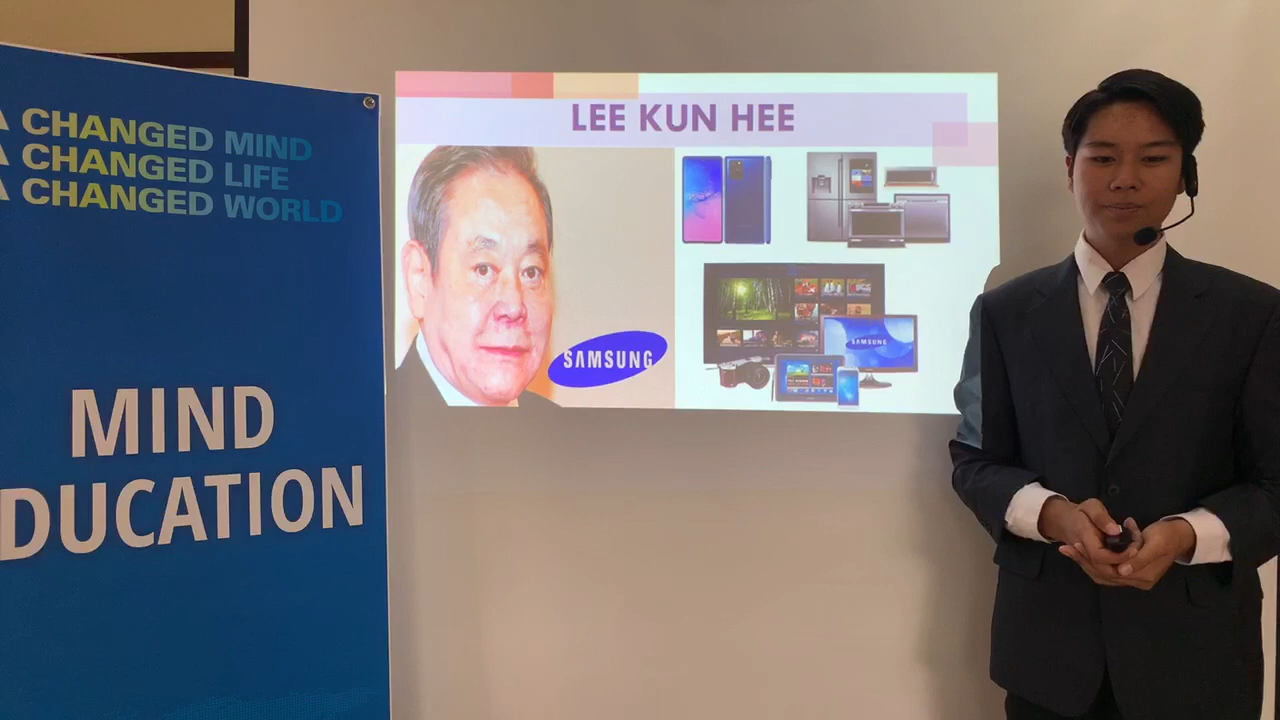 A CHANGED MIND
A CHANGED LIFE
A CHANGED WORLD
MIND
DUCATION
LEE KUN HEE
SAMSUNG
SAMSUNG